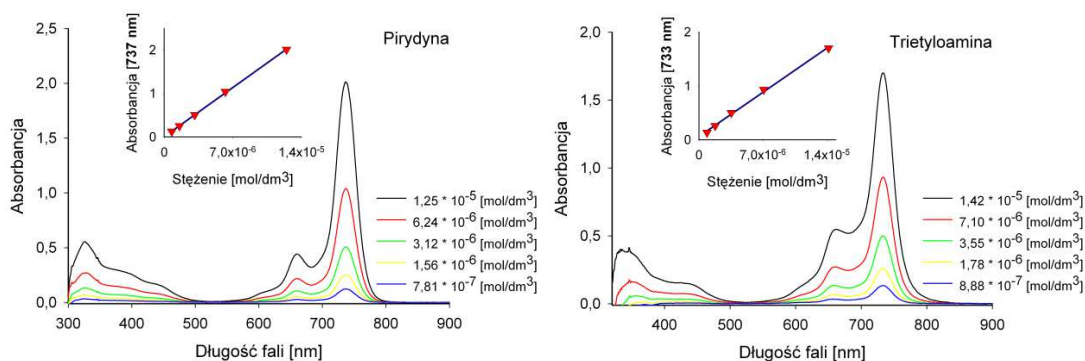 Pirydyna
2,5
2,0
1,5
1,0
0,5
0,0
Absorbancja
300 400 500 600 700 800 900
Długość fali [nm]
Absorbancja [737 nm]
2
1
0
0 7,0x10-6 1,4x10-5
Stężenie [mol/dm3]
1,25 * 10-5 [mol/dm3]
6,24 * 10-6 [mol/dm3]
3,12 * 10-6 [mol/dm3]
1,56 * 10-6 [mol/dm3]
7,81 * 10-7 [mol/dm3]
Trietyloamina
2,0
1,5
1,0
0,5
0,0
Absorbancja
400 500 600 700 800 900
Długość fali [nm]
Absorbancja [733 nm]
2
1
0
0 7,0x10-6 1,4x10-5
Stężenie [mol/dm3]
1,42 * 10-5 [mol/dm3]
7,10 * 10-6 [mol/dm3]
3,55 * 10-6 [mol/dm3]
1,78 * 10-6 [mol/dm3]
8,88 * 10-7 [mol/dm3]